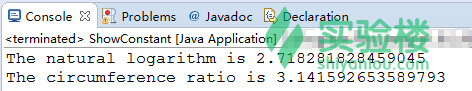 Console Problems @ Javadoc Declaration
<terminated> ShowConstant [Java Application]
The natural logarithm is 2.718281828459045
The circumference ratio is 3.141592653589793
实验楼
shiyanlou.com